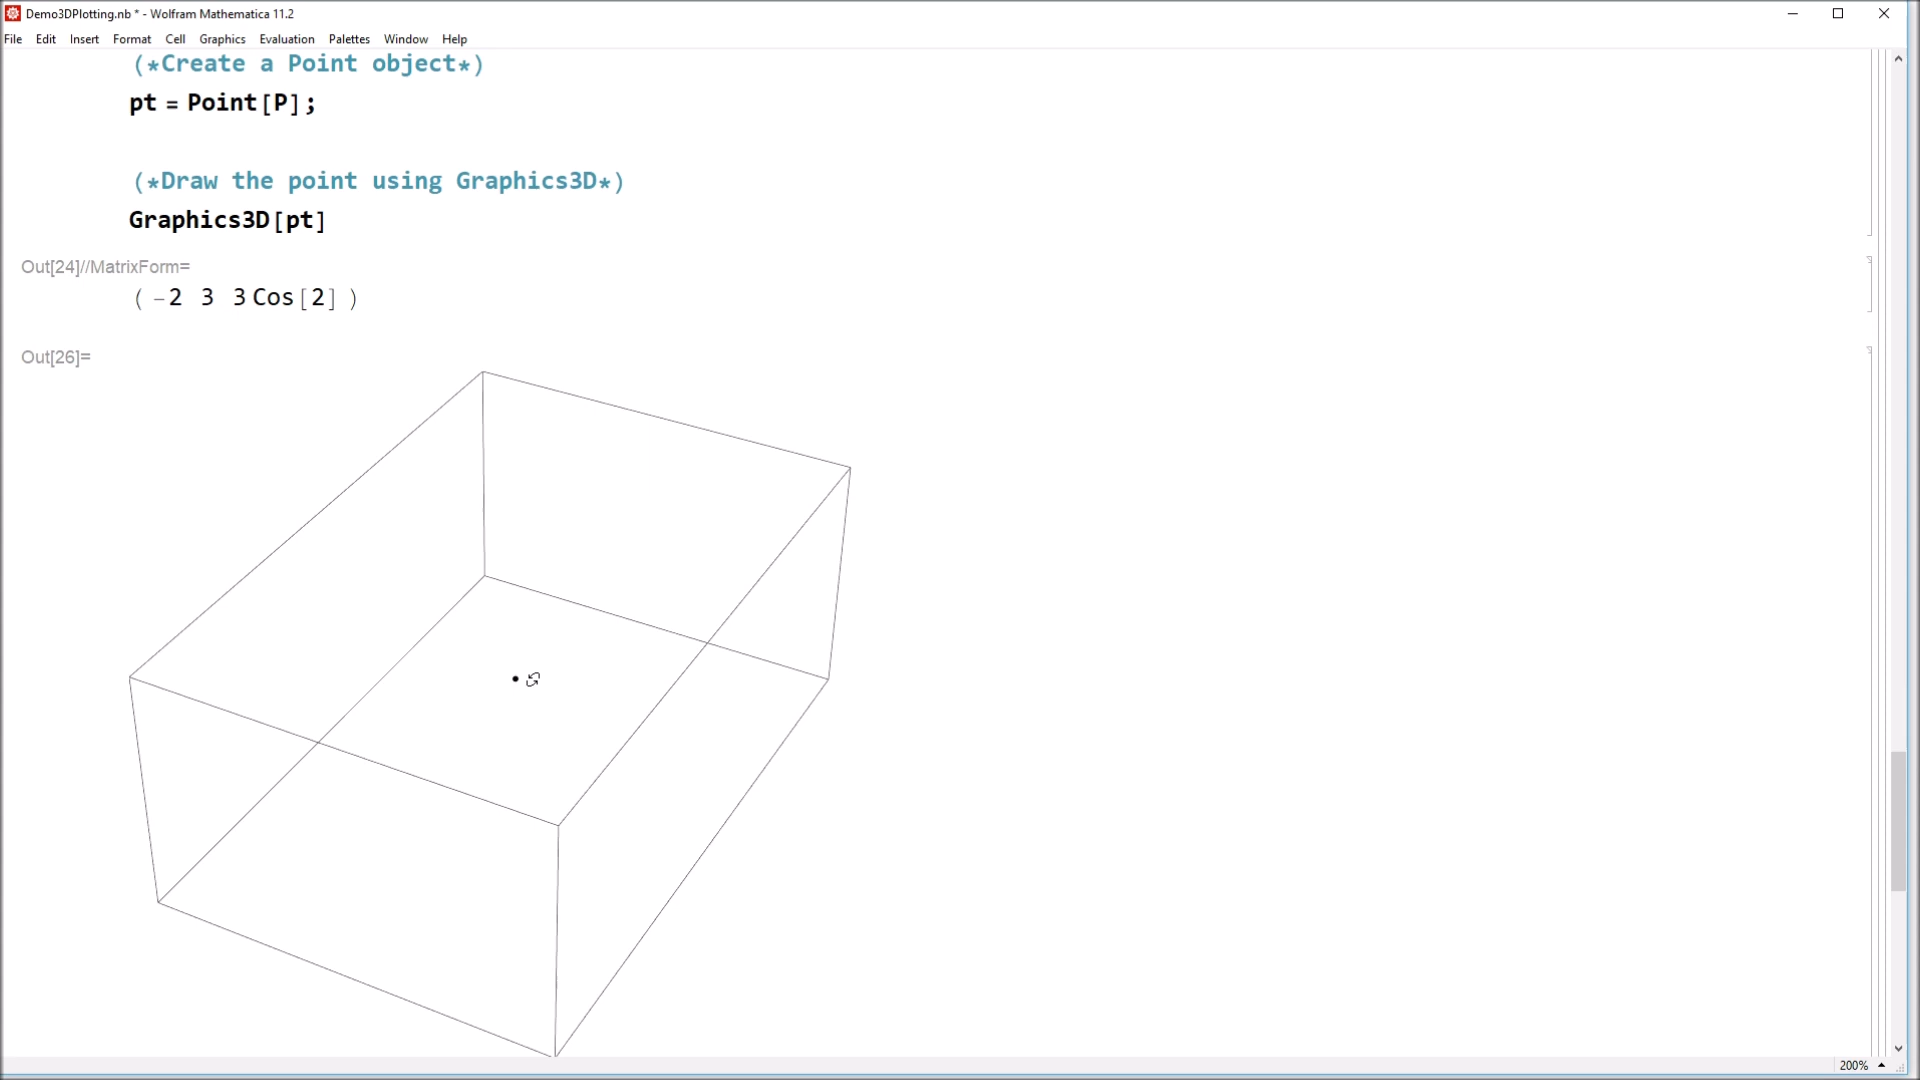 Demo3DPlotting.nb * - Wolfram Mathematica 11.2
File Edit Insert Format Cell Graphics Evaluation Palettes Window Help
(*Create a Point object*)
pt = Point[P];
(*Draw the point using Graphics3D*)
Graphics3D[pt]
Out[24]//MatrixForm=
( -2 3 3 Cos[2] )
Out[26]=
200%